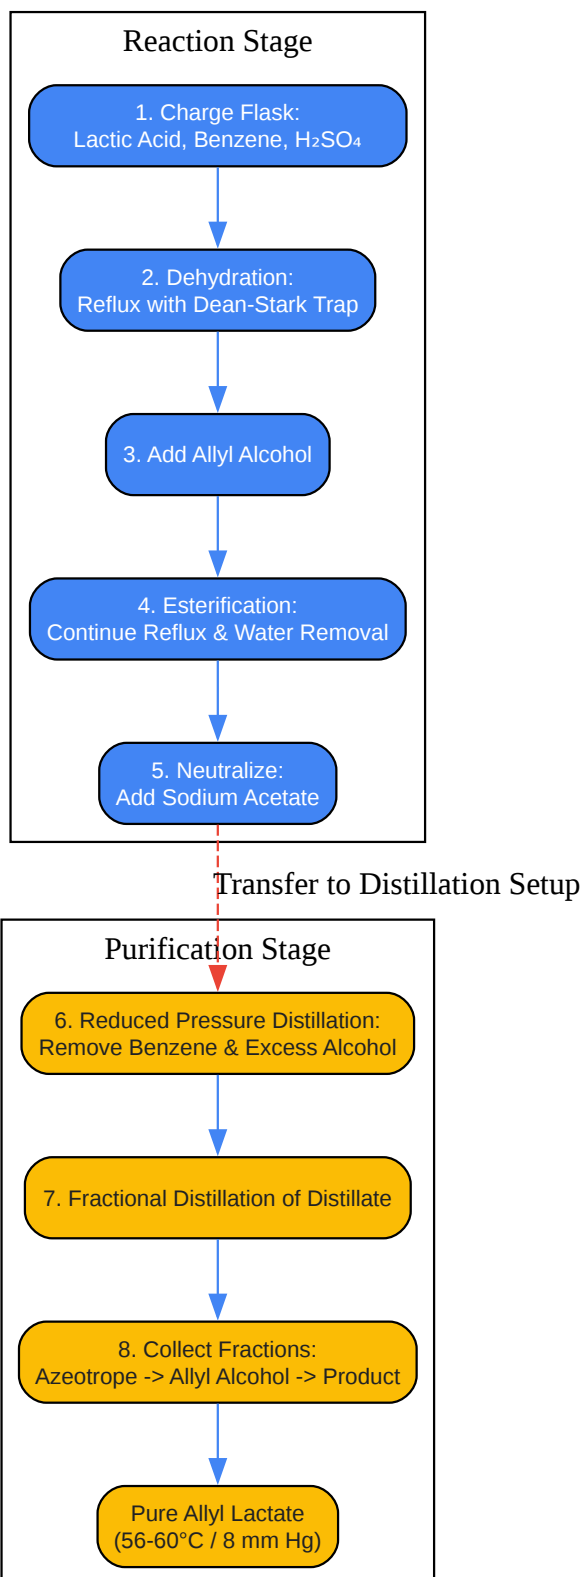 Reaction Stage
1. Charge Flask:
Lactic Acid, Benzene, H₂SO₄
2. Dehydration:
Reflux with Dean-Stark Trap
3. Add Allyl Alcohol
4. Esterification:
Continue Reflux & Water Removal
5. Neutralize:
Add Sodium Acetate
Transfer to Distillation Setup
Purification Stage
6. Reduced Pressure Distillation:
Remove Benzene & Excess Alcohol
7. Fractional Distillation of Distillate
8. Collect Fractions:
Azeotrope -> Allyl Alcohol -> Product
Pure Allyl Lactate
(56-60°C / 8 mm Hg)